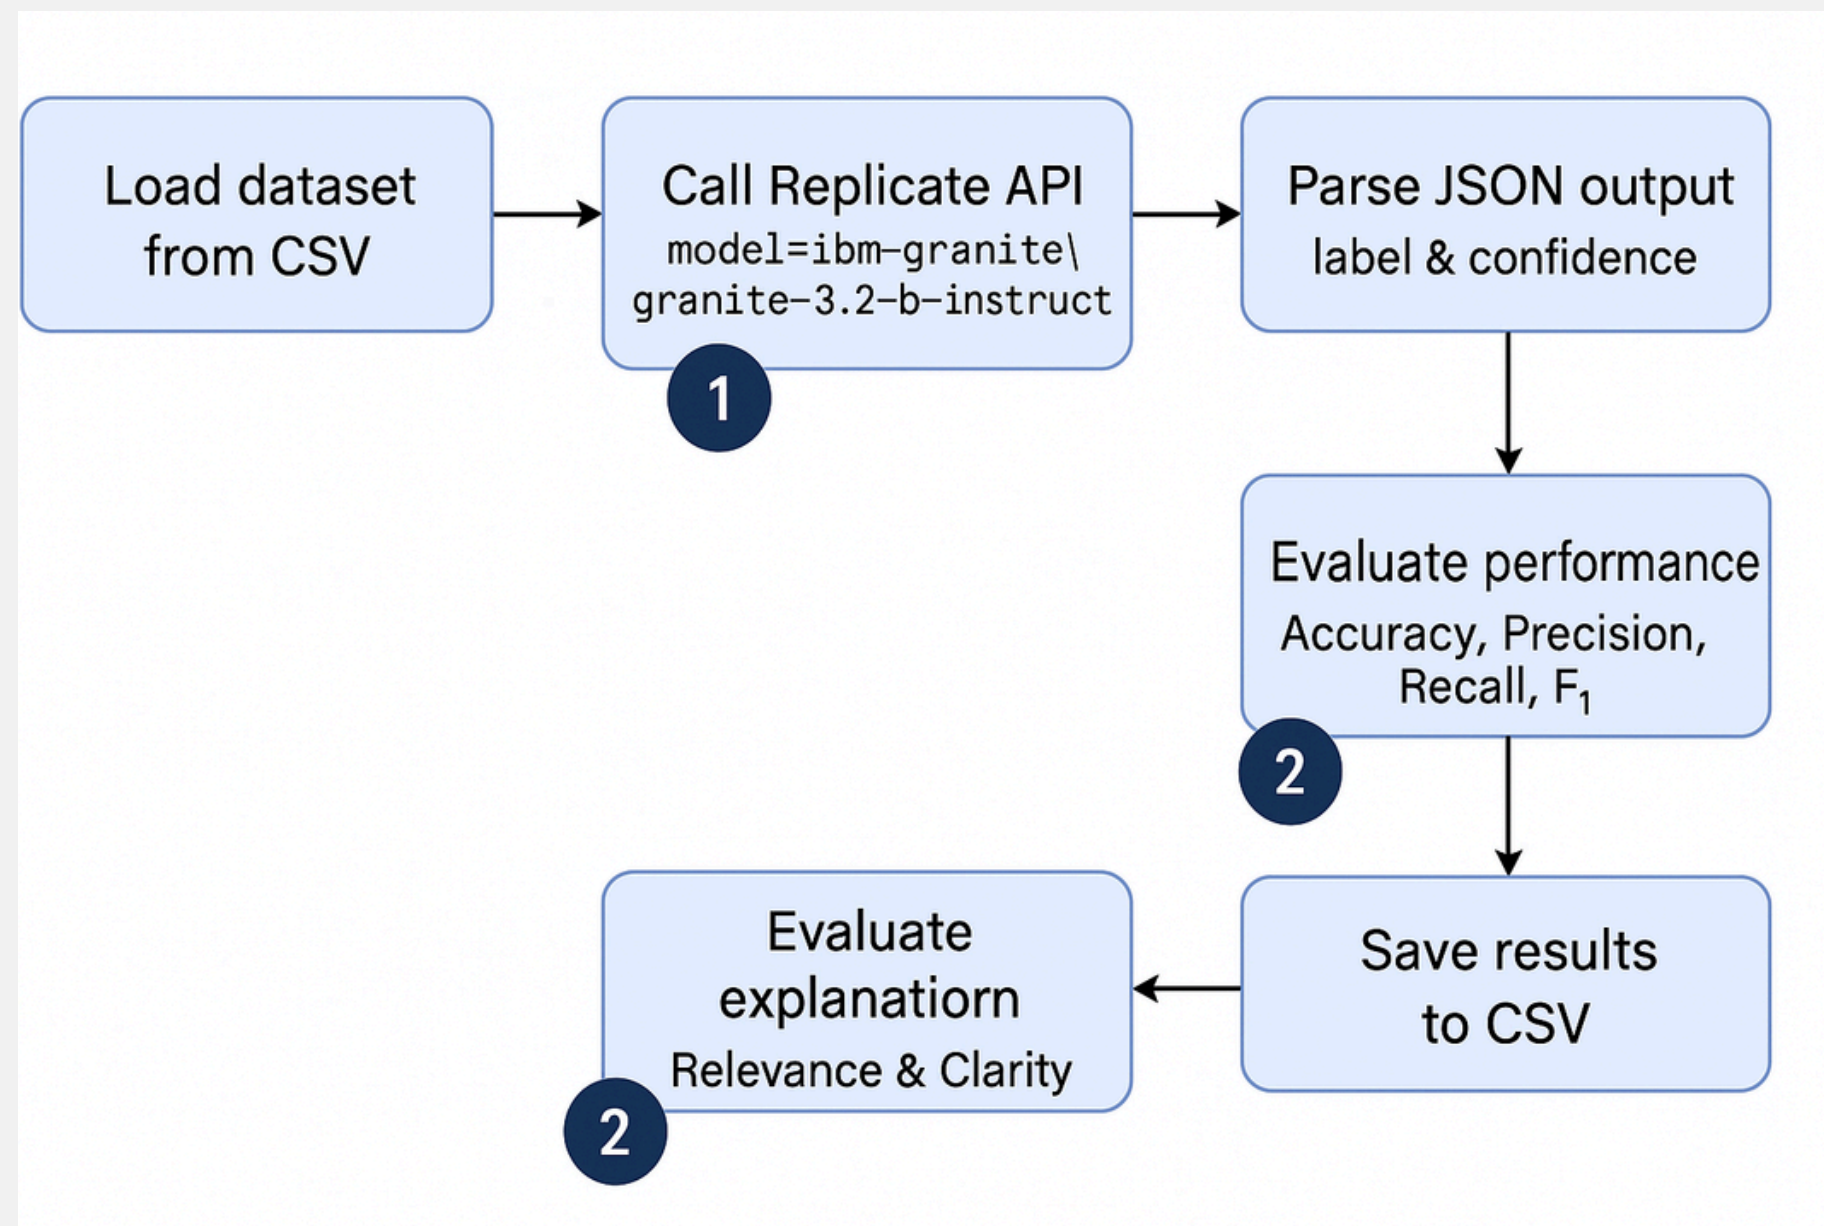 Load dataset
from CSV
Call Replicate API
model=ibm-granite\
granite-3.2-b-instruct
1
Parse JSON output
label & confidence
Evaluate performance
Accuracy, Precision,
Recall, F₁
2
Save results
to CSV
Evaluate
explanatiorn
Relevance & Clarity
2